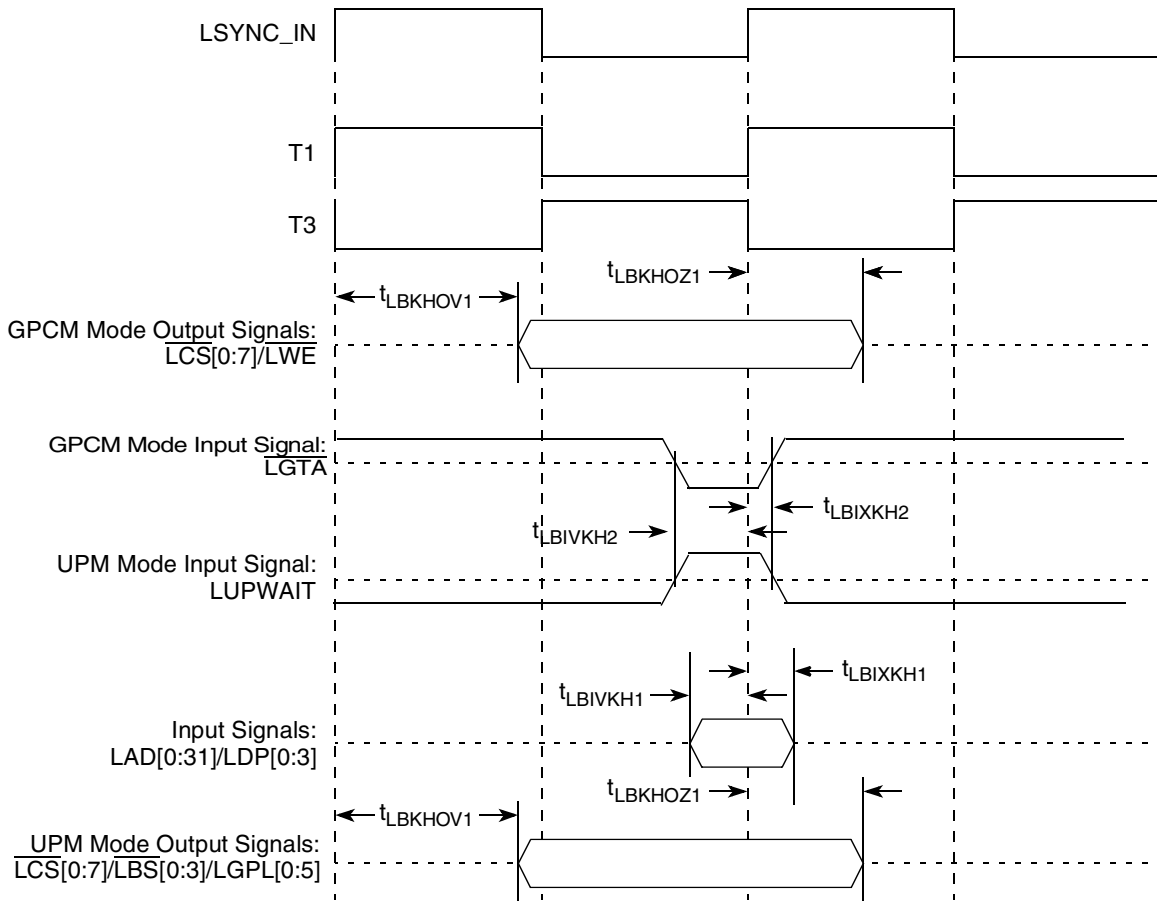 LSYNC_IN
T1
T3
tLBKHOZ1
tLBKHOV1
GPCM Mode Output Signals:
LCS[0:7]/LWE
GPCM Mode Input Signal:
LGTA
tLBIXKH2
tLBIVKH2
UPM Mode Input Signal:
LUPWAIT
tLBIXKH1
tLBIVKH1
Input Signals:
LAD[0:31]/LDP[0:3]
tLBKHOZ1
tLBKHOV1
UPM Mode Output Signals:
LCS[0:7]/LBS[0:3]/LGPL[0:5]